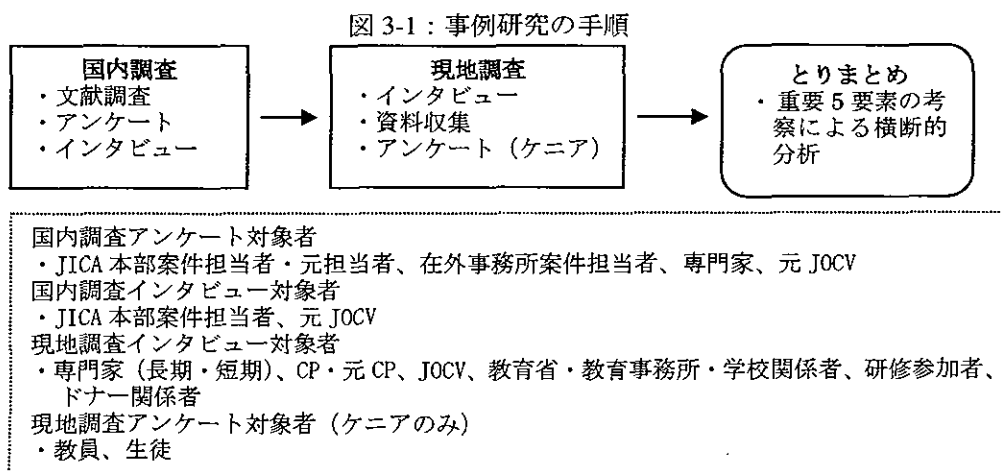 図 3-1：事例研究の手順
国内調査
・文献調査
・アンケート
・インタビュー
現地調査
・インタビュー
・資料収集
・アンケート（ケニア）
とりまとめ
・重要５要素の考
察による横断的
分析
国内調査アンケート対象者
・JICA 本部案件担当者・元担当者、在外事務所案件担当者、専門家、元 JOCV
国内調査インタビュー対象者
・JICA 本部案件担当者、元 JOCV
現地調査インタビュー対象者
・専門家（長期・短期）、CP・元 CP、JOCV、教育省・教育事務所・学校関係者、研修参加者、
ドナー関係者
現地調査アンケート対象者（ケニアのみ）
・教員、生徒